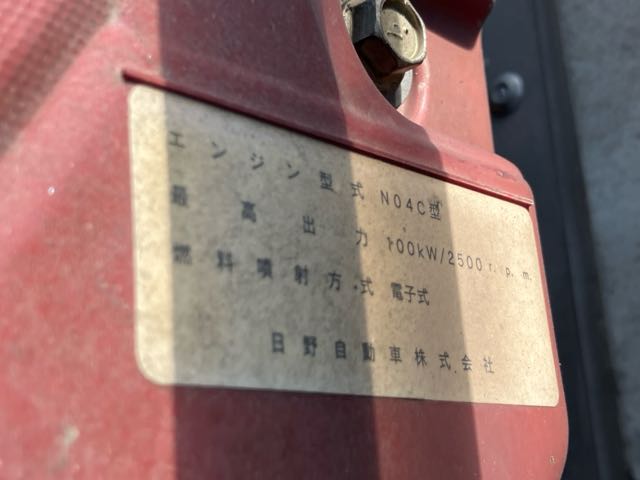 エンジン型式 N04C型
最高出力 100kW/2500 r.p.m.
燃料噴射方式 電子式
日野自動車株式会社